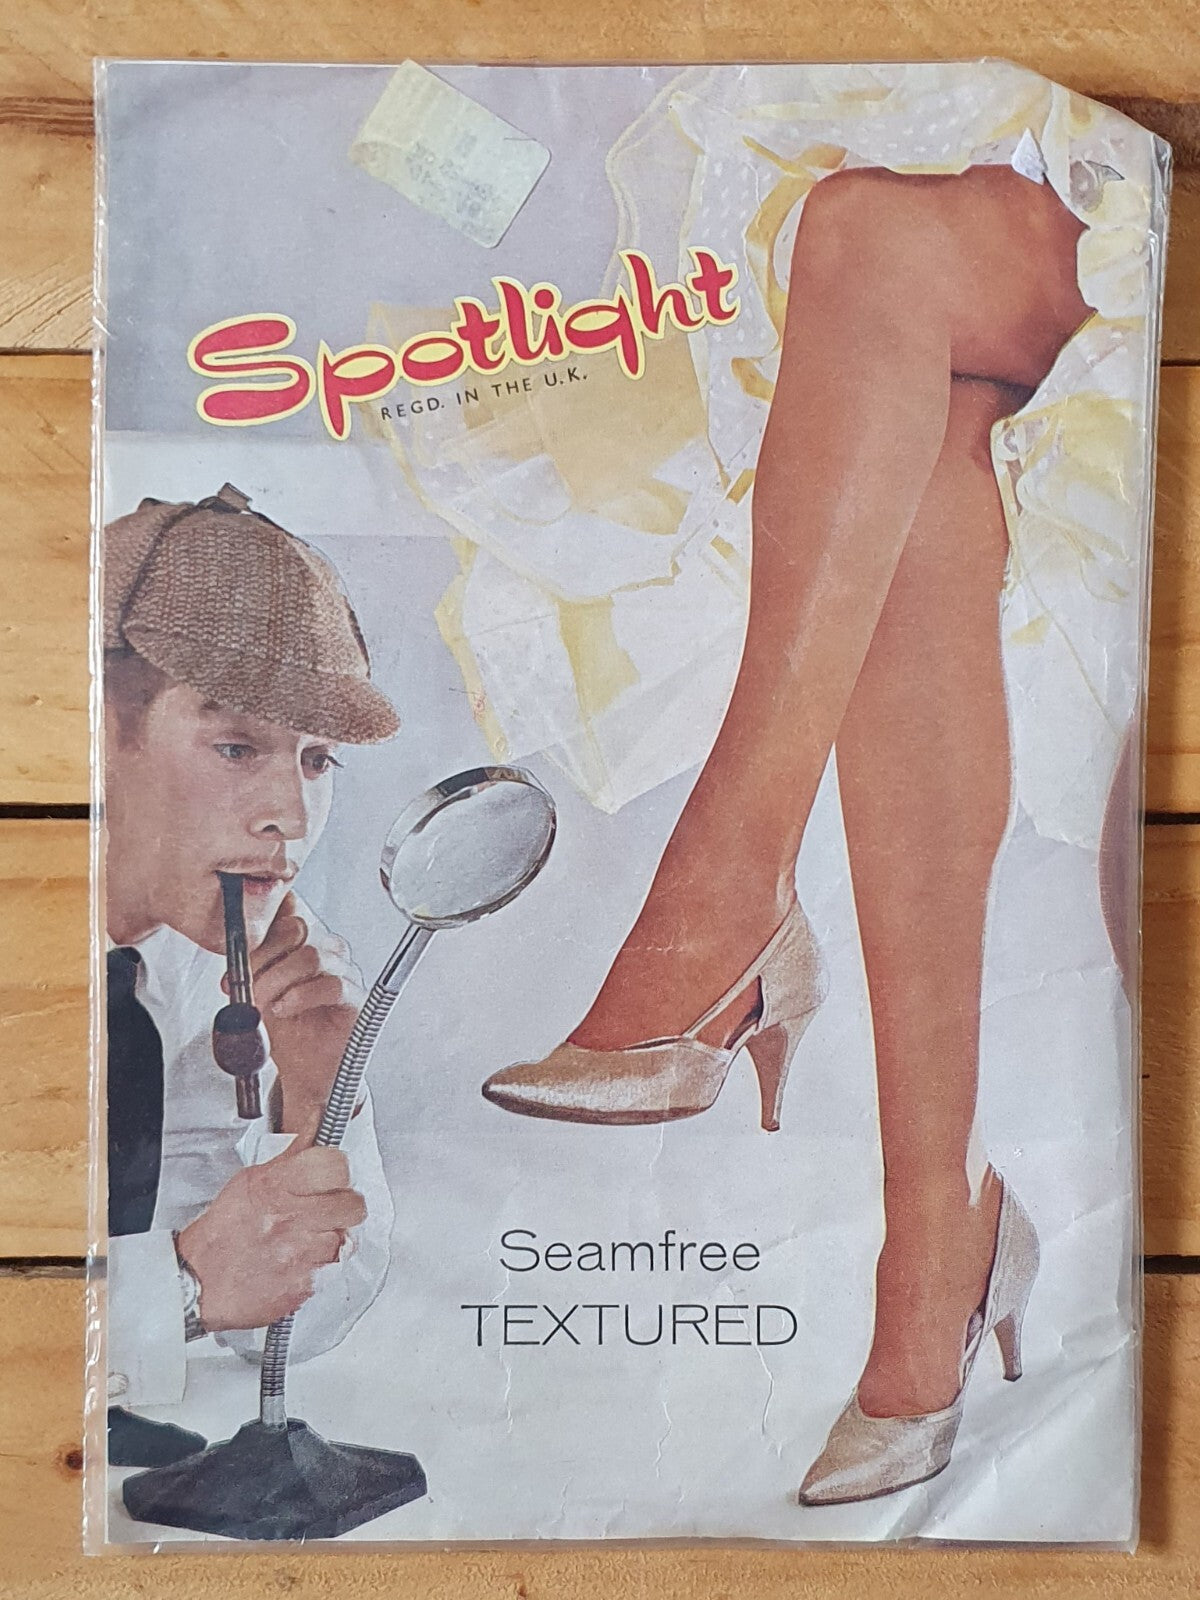 Spotlight
REGD. IN THE U.K.
Seamfree
TEXTURED